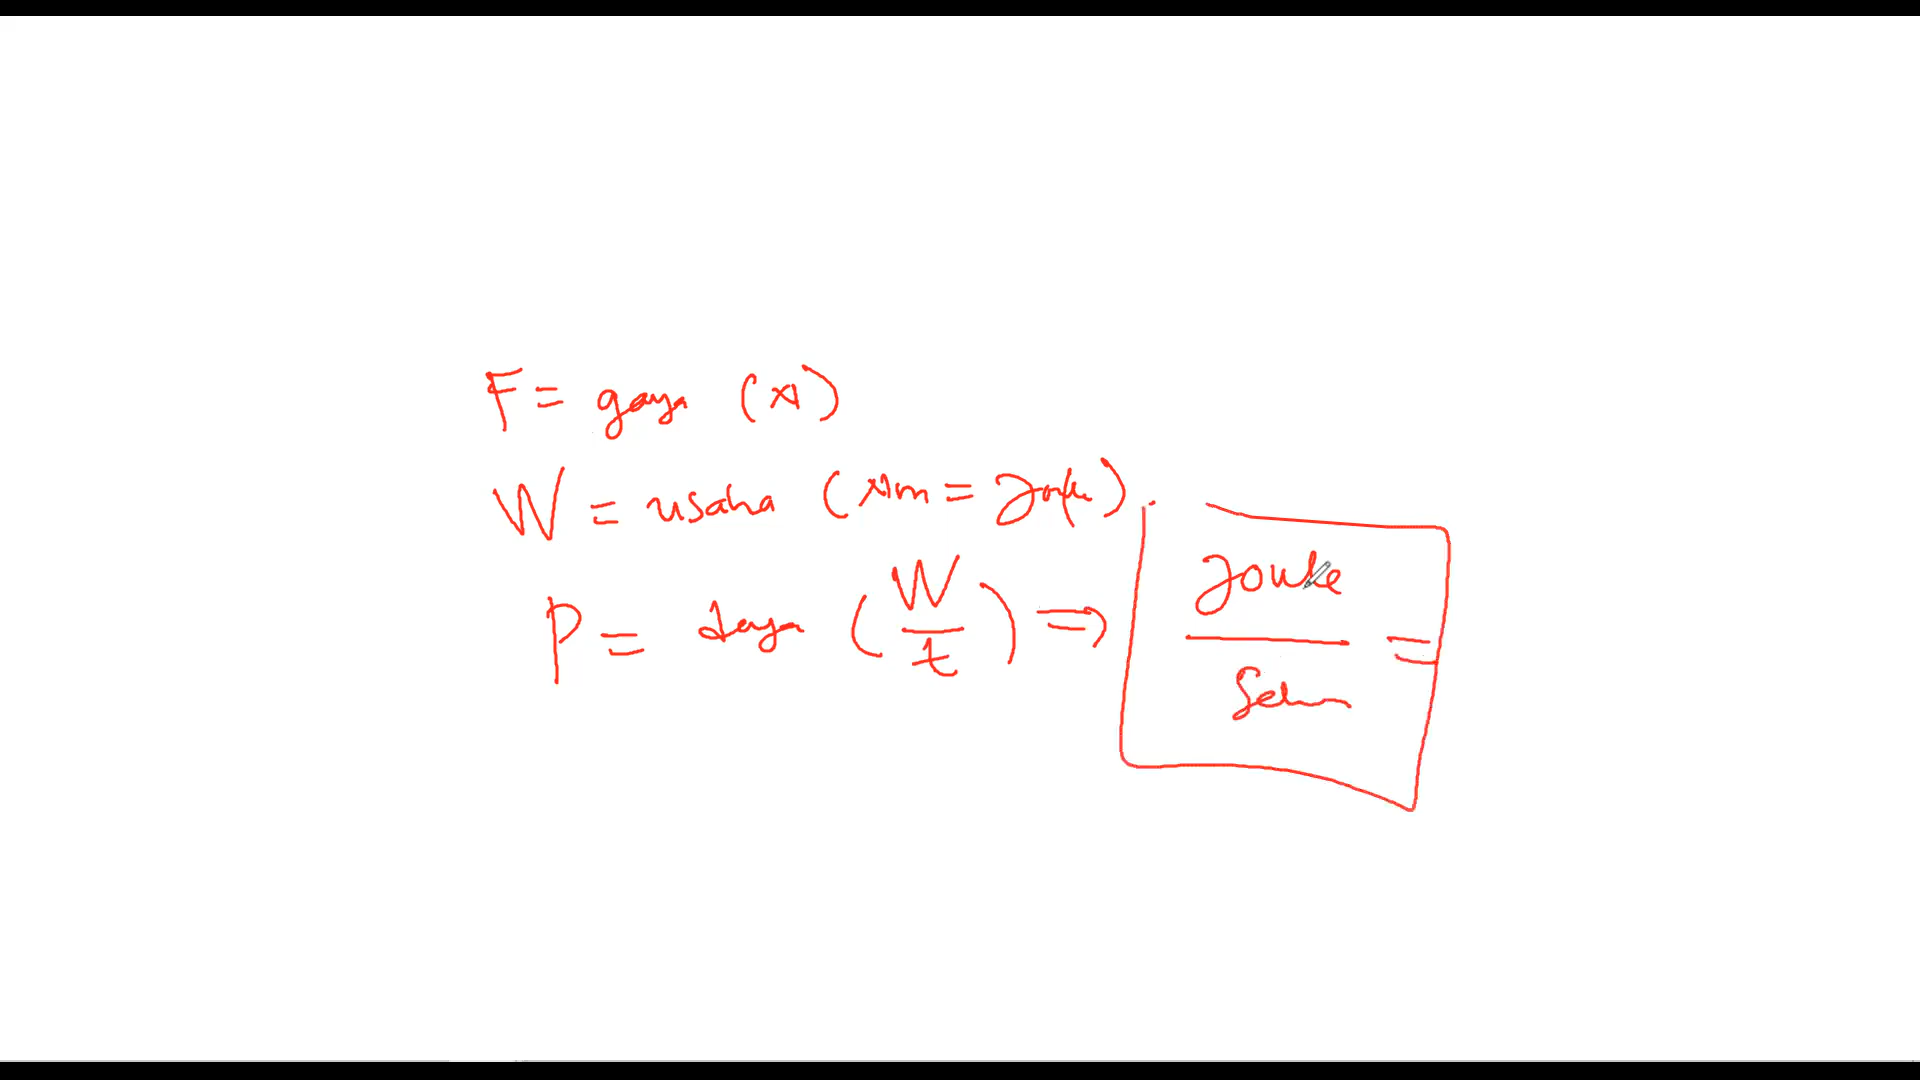 F = gaya (N)
W = usaha (Nm = Joule).
P = daya (W/t) ⇒ Joule/Sekon =